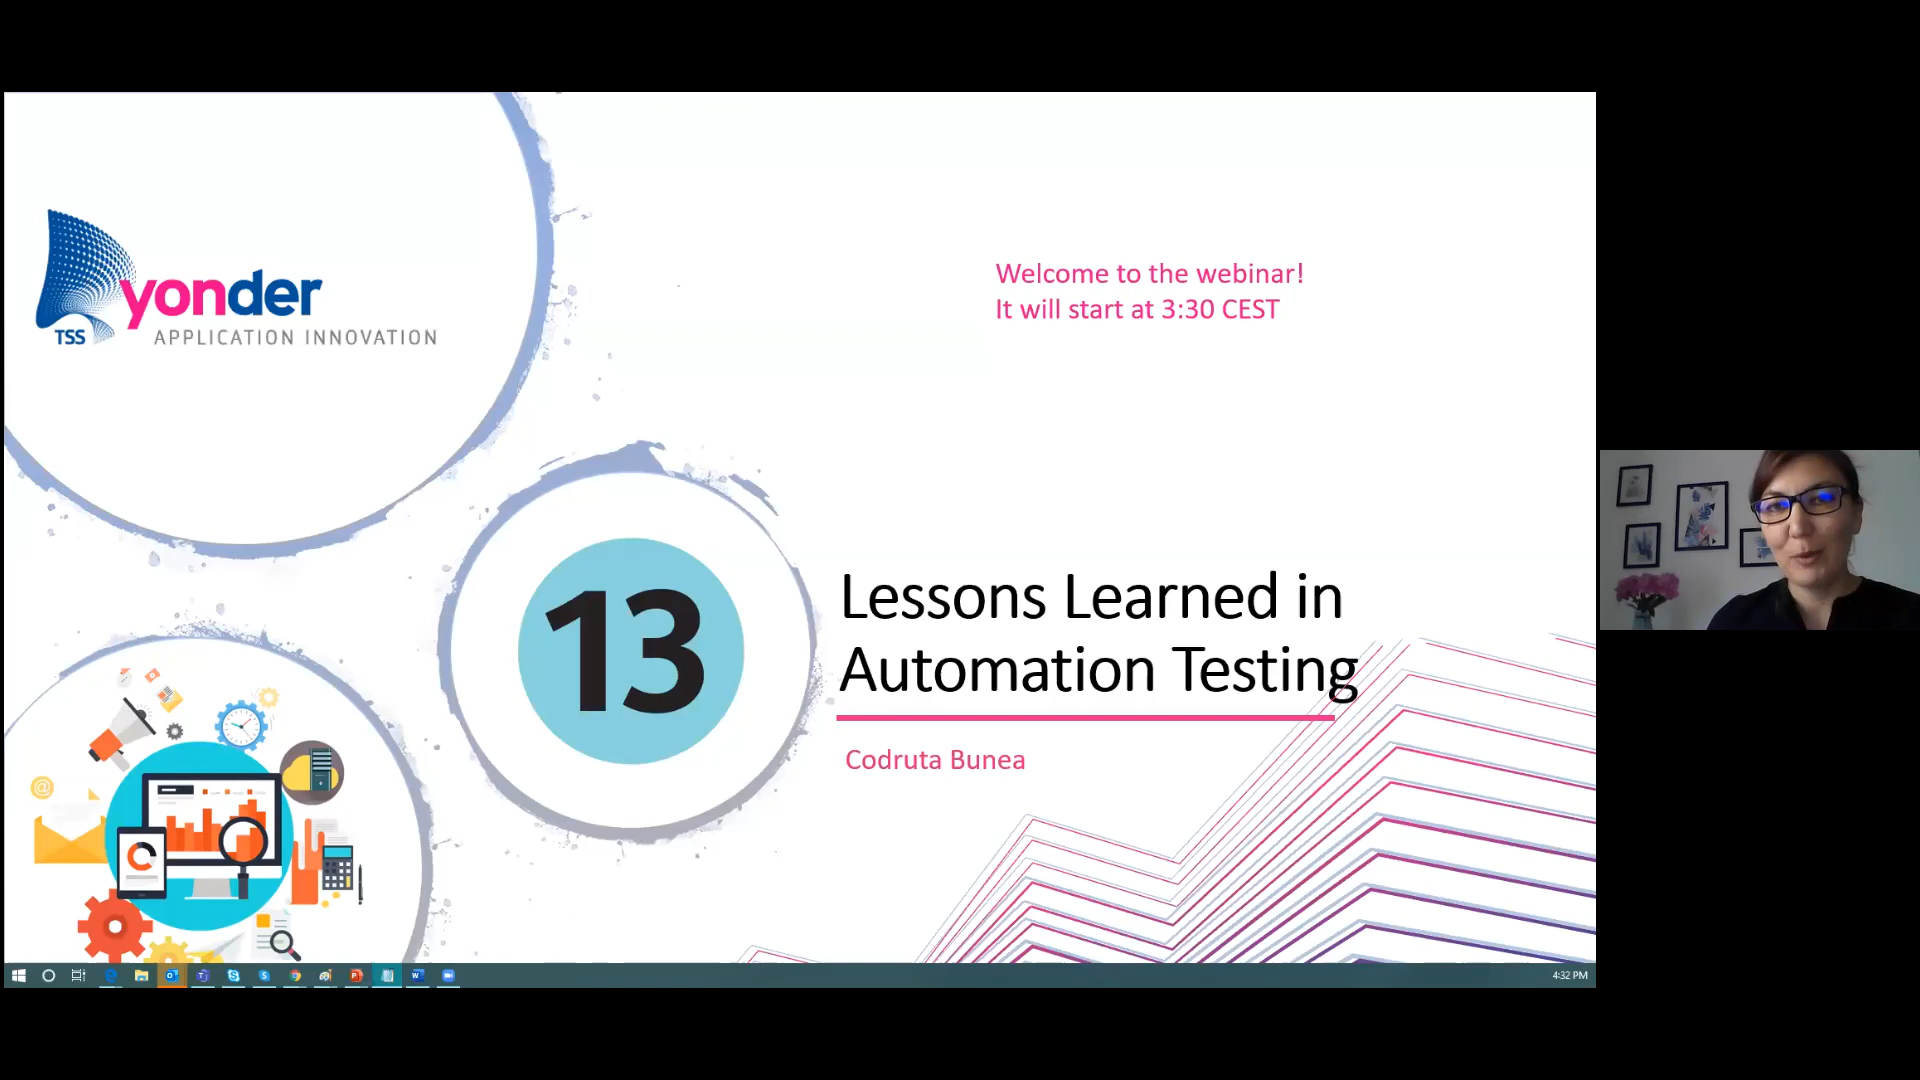 TSS
yonder
APPLICATION INNOVATION
Welcome to the webinar!
It will start at 3:30 CEST
13
Lessons Learned in
Automation Testing
Codruta Bunea
@
4:32 PM